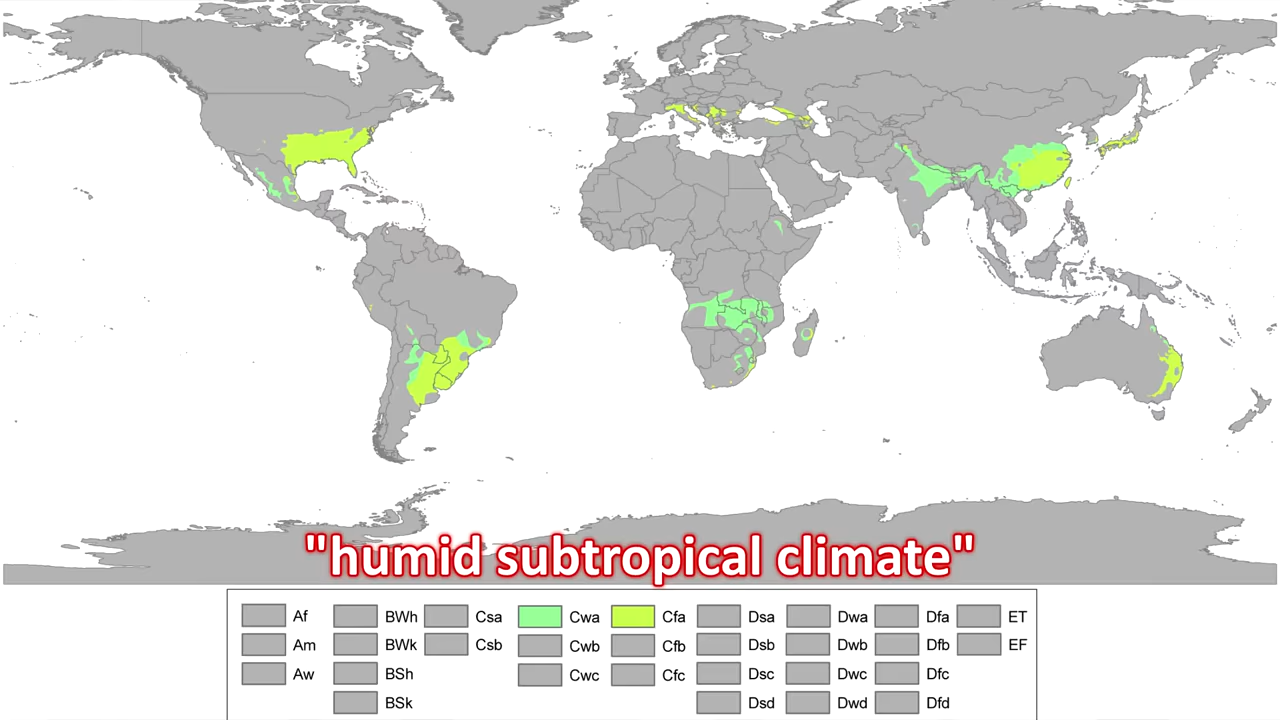 "humid subtropical climate"
Af BWh Csa Cwa Cfa Dsa Dwa Dfa ET
Am BWk Csb Cwb Cfb Dsb Dwb Dfb EF
Aw BSh Cwc Cfc Dsc Dwc Dfc
BSk Dsd Dwd Dfd